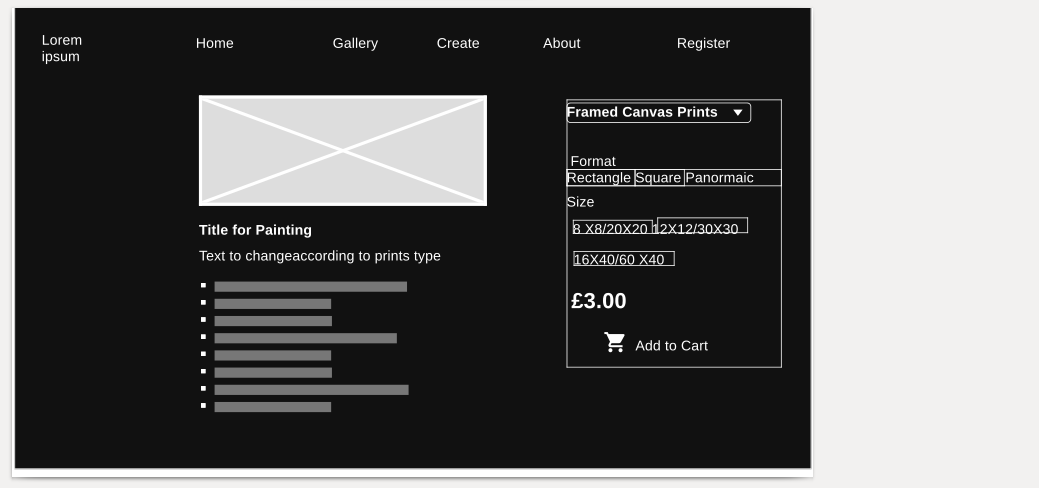 Lorem
ipsum
Home Gallery Create About Register
Framed Canvas Prints
Format
Rectangle Square Panormaic
Size
8 X8/20X20 12X12/30X30
16X40/60 X40
£3.00
Add to Cart
Title for Painting
Text to changeaccording to prints type